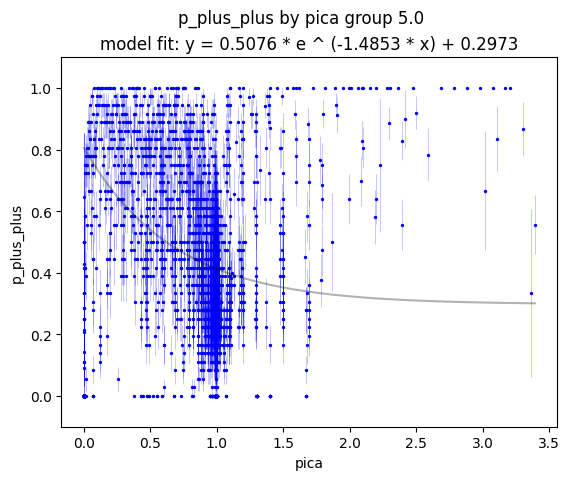 p_plus_plus by pica group 5.0
model fit: y = 0.5076 * e ^ (-1.4853 * x) + 0.2973
p_plus_plus
1.0
0.8
0.6
0.4
0.2
0.0
0.0 0.5 1.0 1.5 2.0 2.5 3.0 3.5
pica